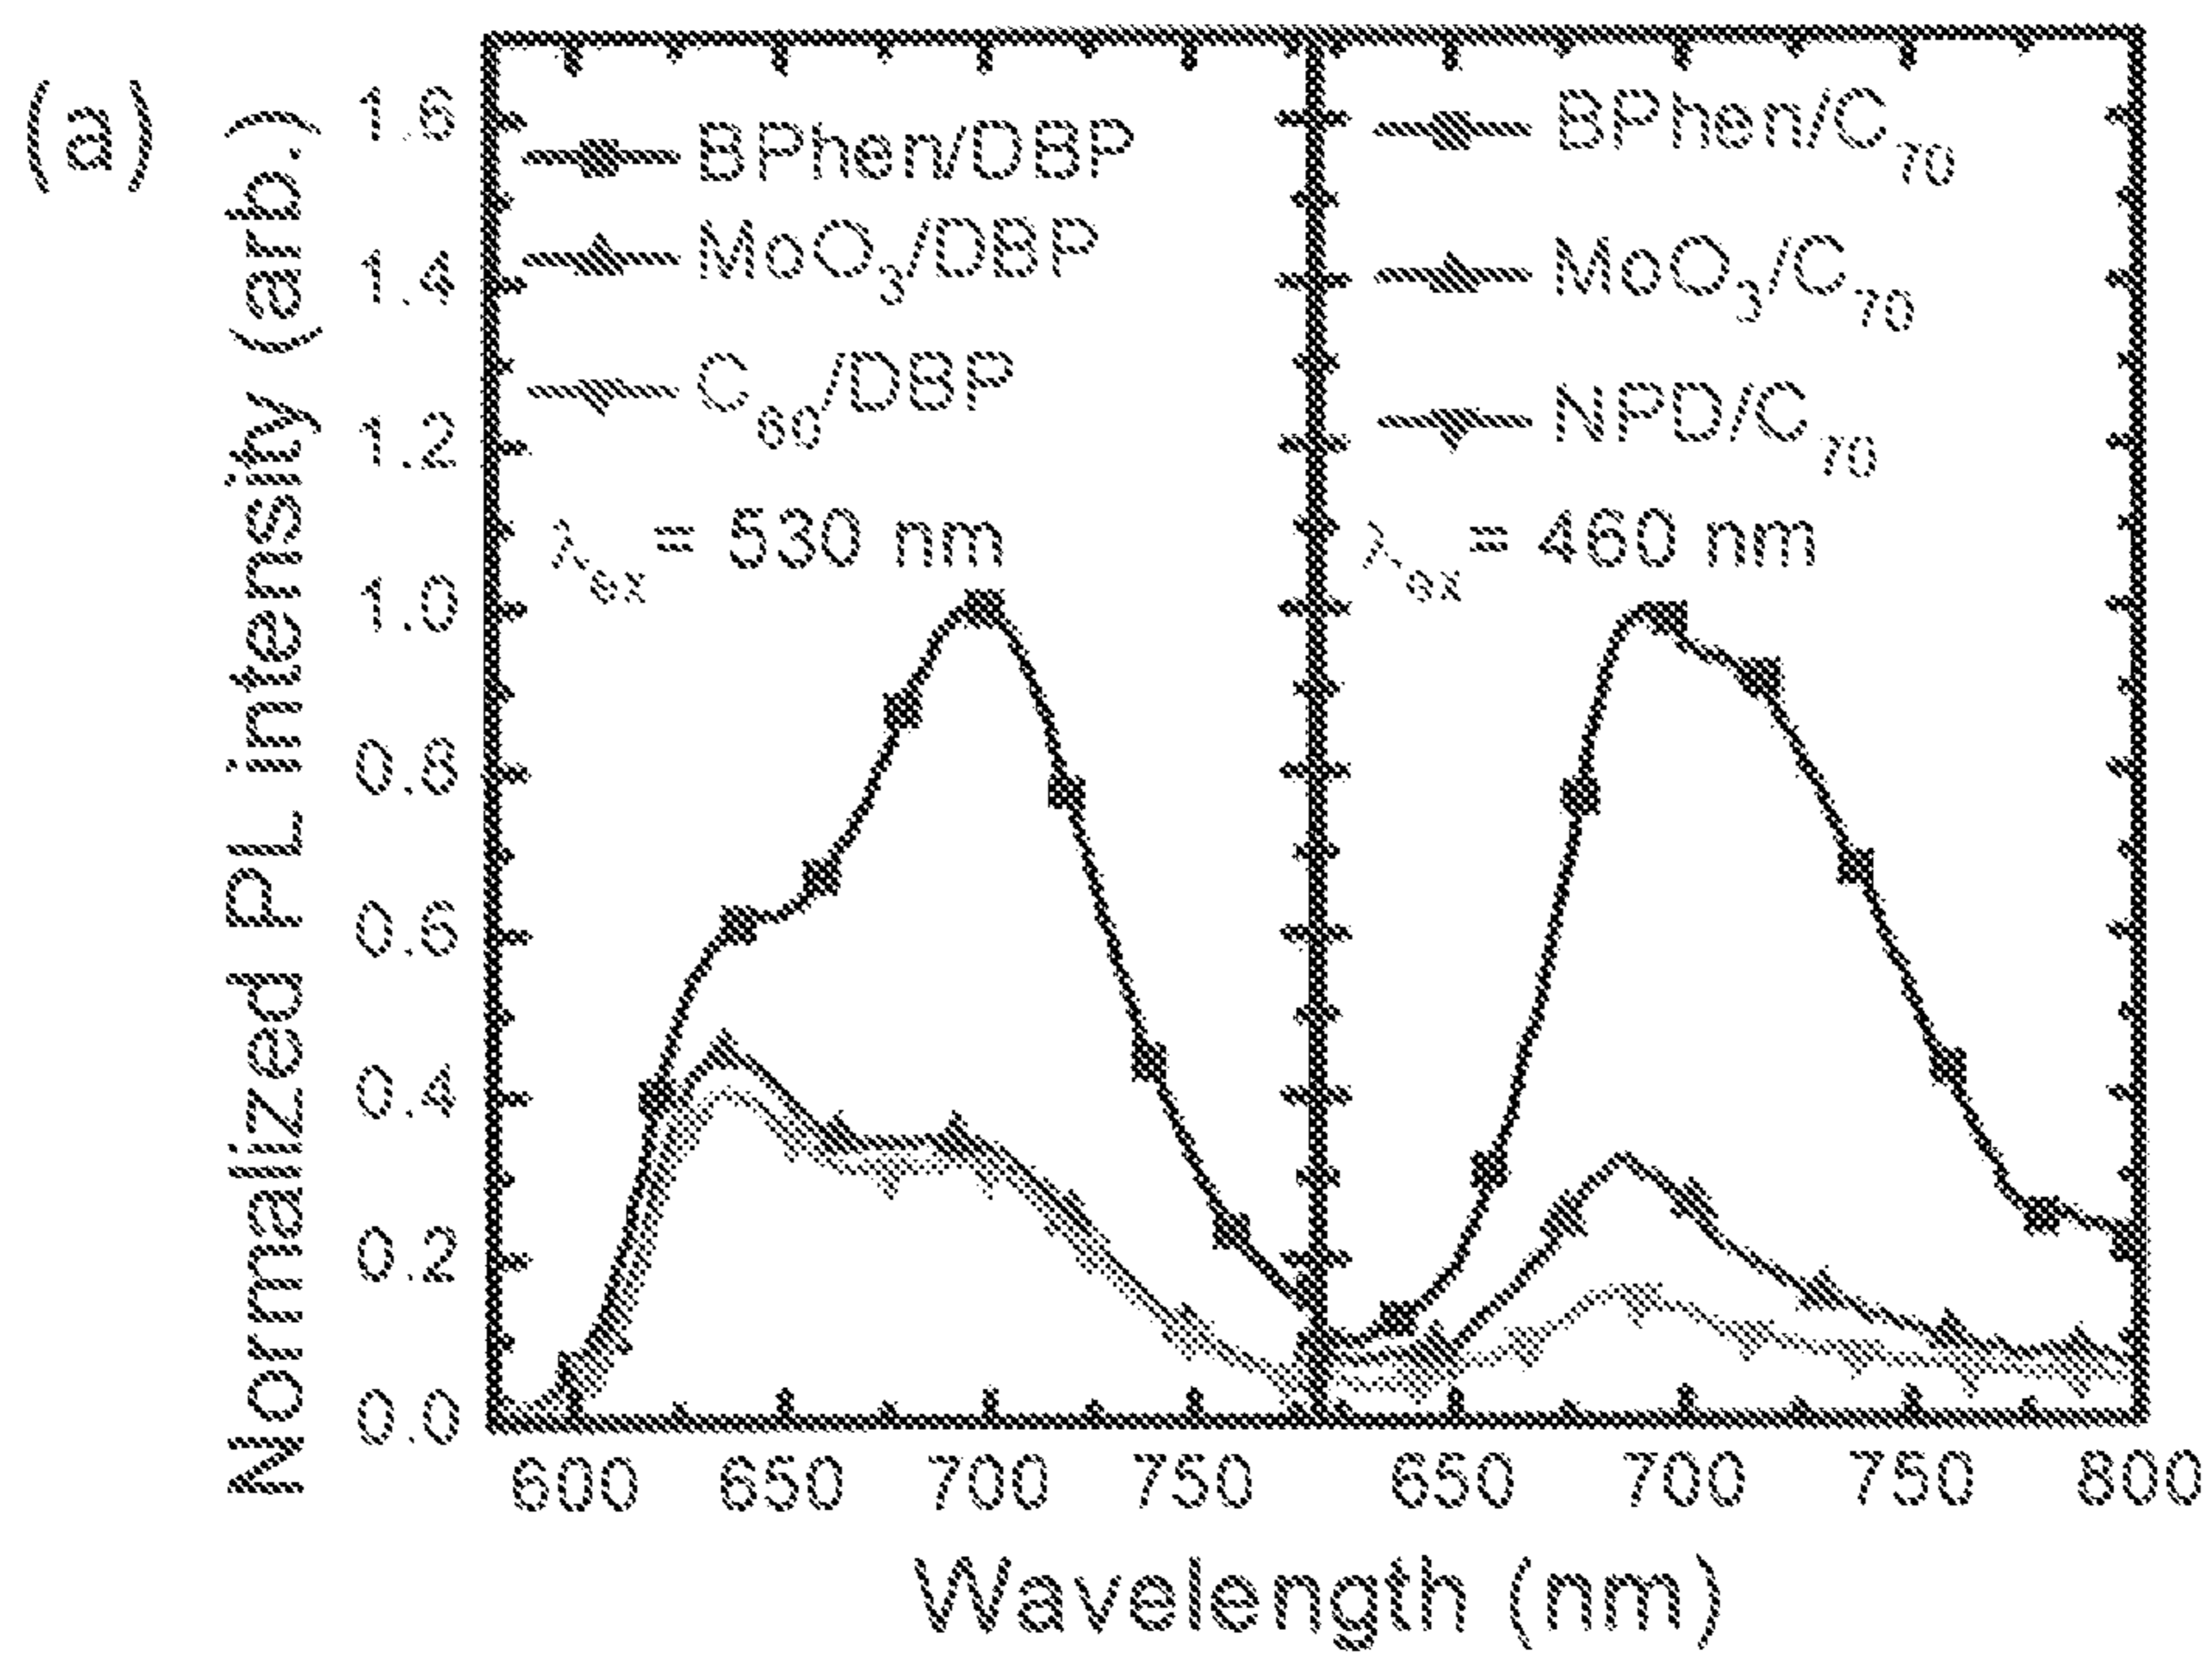 (a)
Normalized PL intensity (arb.)
1.6
1.4
1.2
1.0
0.8
0.6
0.4
0.2
0.0
BPhen/DBP
MoO3/DBP
C60/DBP
λex = 530 nm
BPhen/C70
MoO3/C70
NPD/C70
λex = 460 nm
600 650 700 750 650 700 750 800
Wavelength (nm)